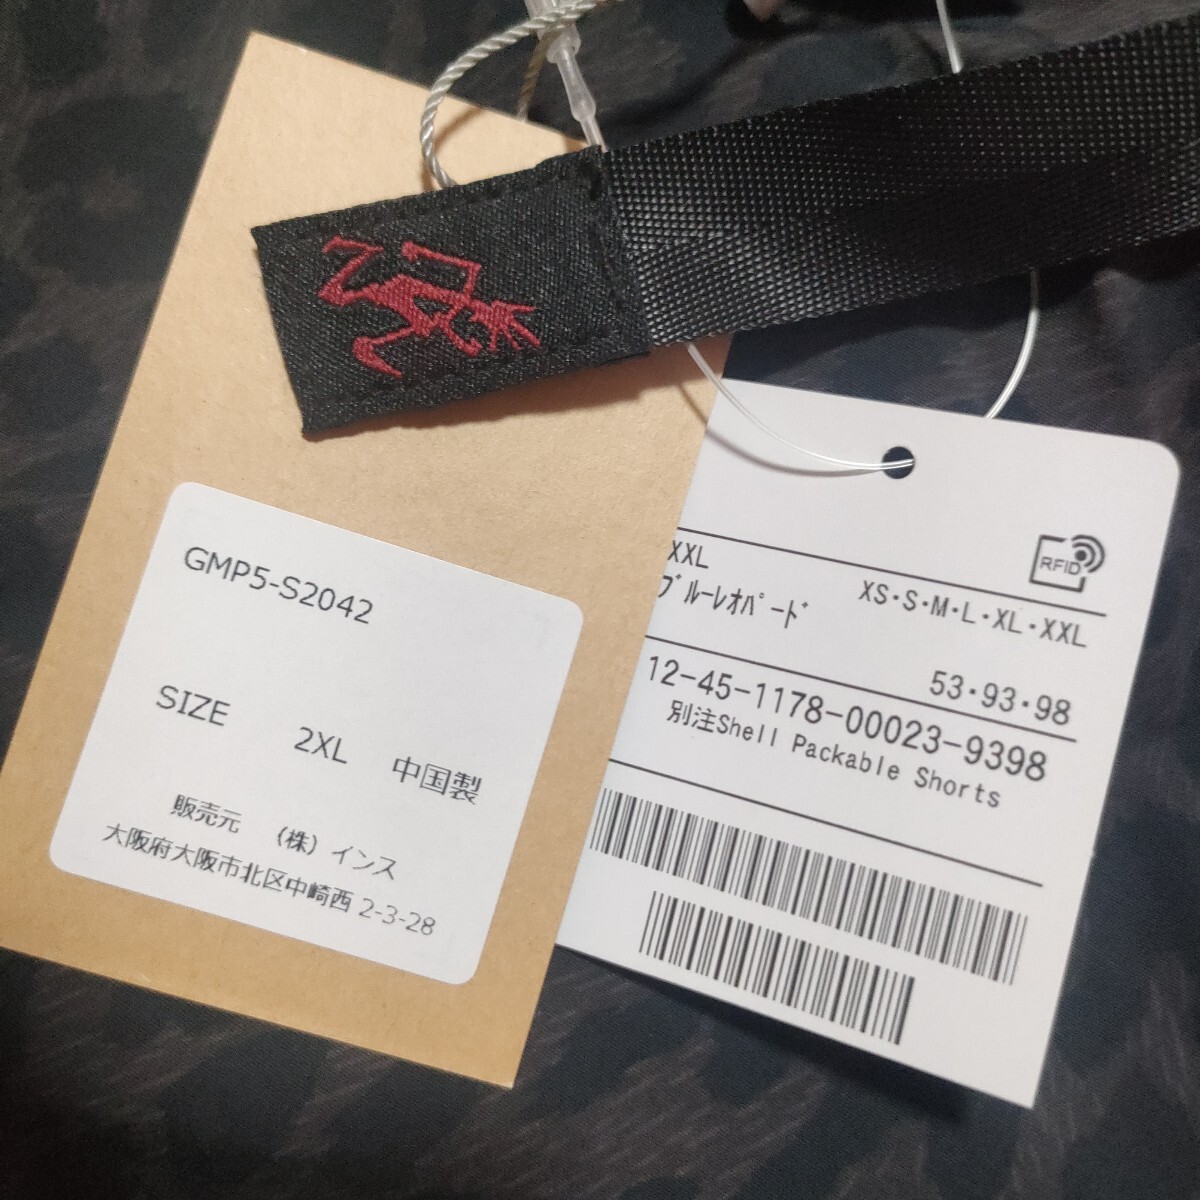 GMP5-S2042
SIZE 2XL 中国製
販売元 (株)インス
大阪府大阪市北区中崎西 2-3-28
RFID
XXL
XS・S・M・L・XL・XXL
ブルーレオパード
53・93・98
12-45-1178-00023-9398
別注Shell Packable Shorts